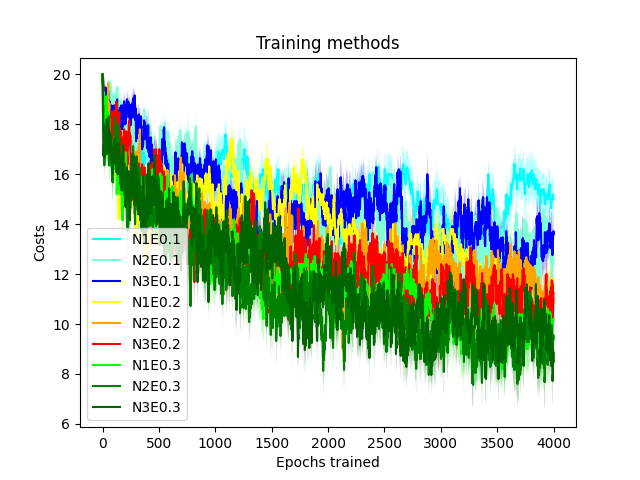 Training methods
Costs
20
18
16
14
12
10
8
6
N1E0.1
N2E0.1
N3E0.1
N1E0.2
N2E0.2
N3E0.2
N1E0.3
N2E0.3
N3E0.3
0 500 1000 1500 2000 2500 3000 3500 4000
Epochs trained